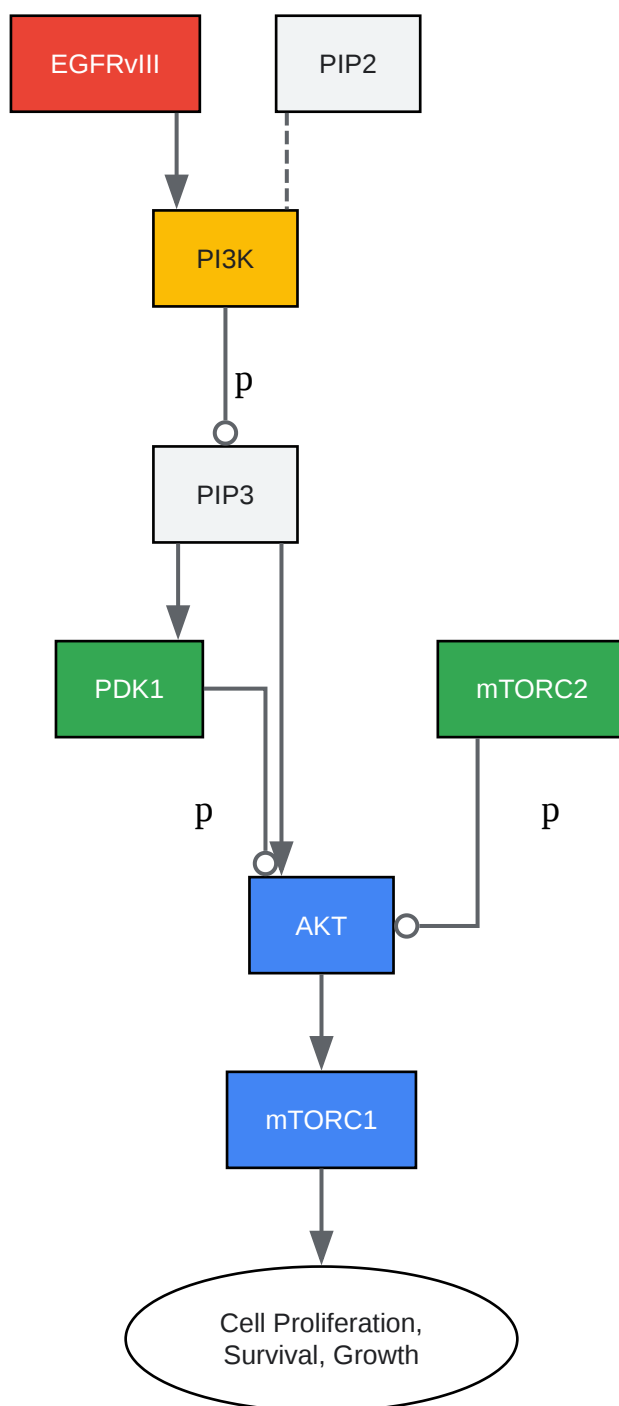 EGFRvIII
PIP2
PI3K
p
PIP3
PDK1
mTORC2
p
p
AKT
mTORC1
Cell Proliferation,
Survival, Growth